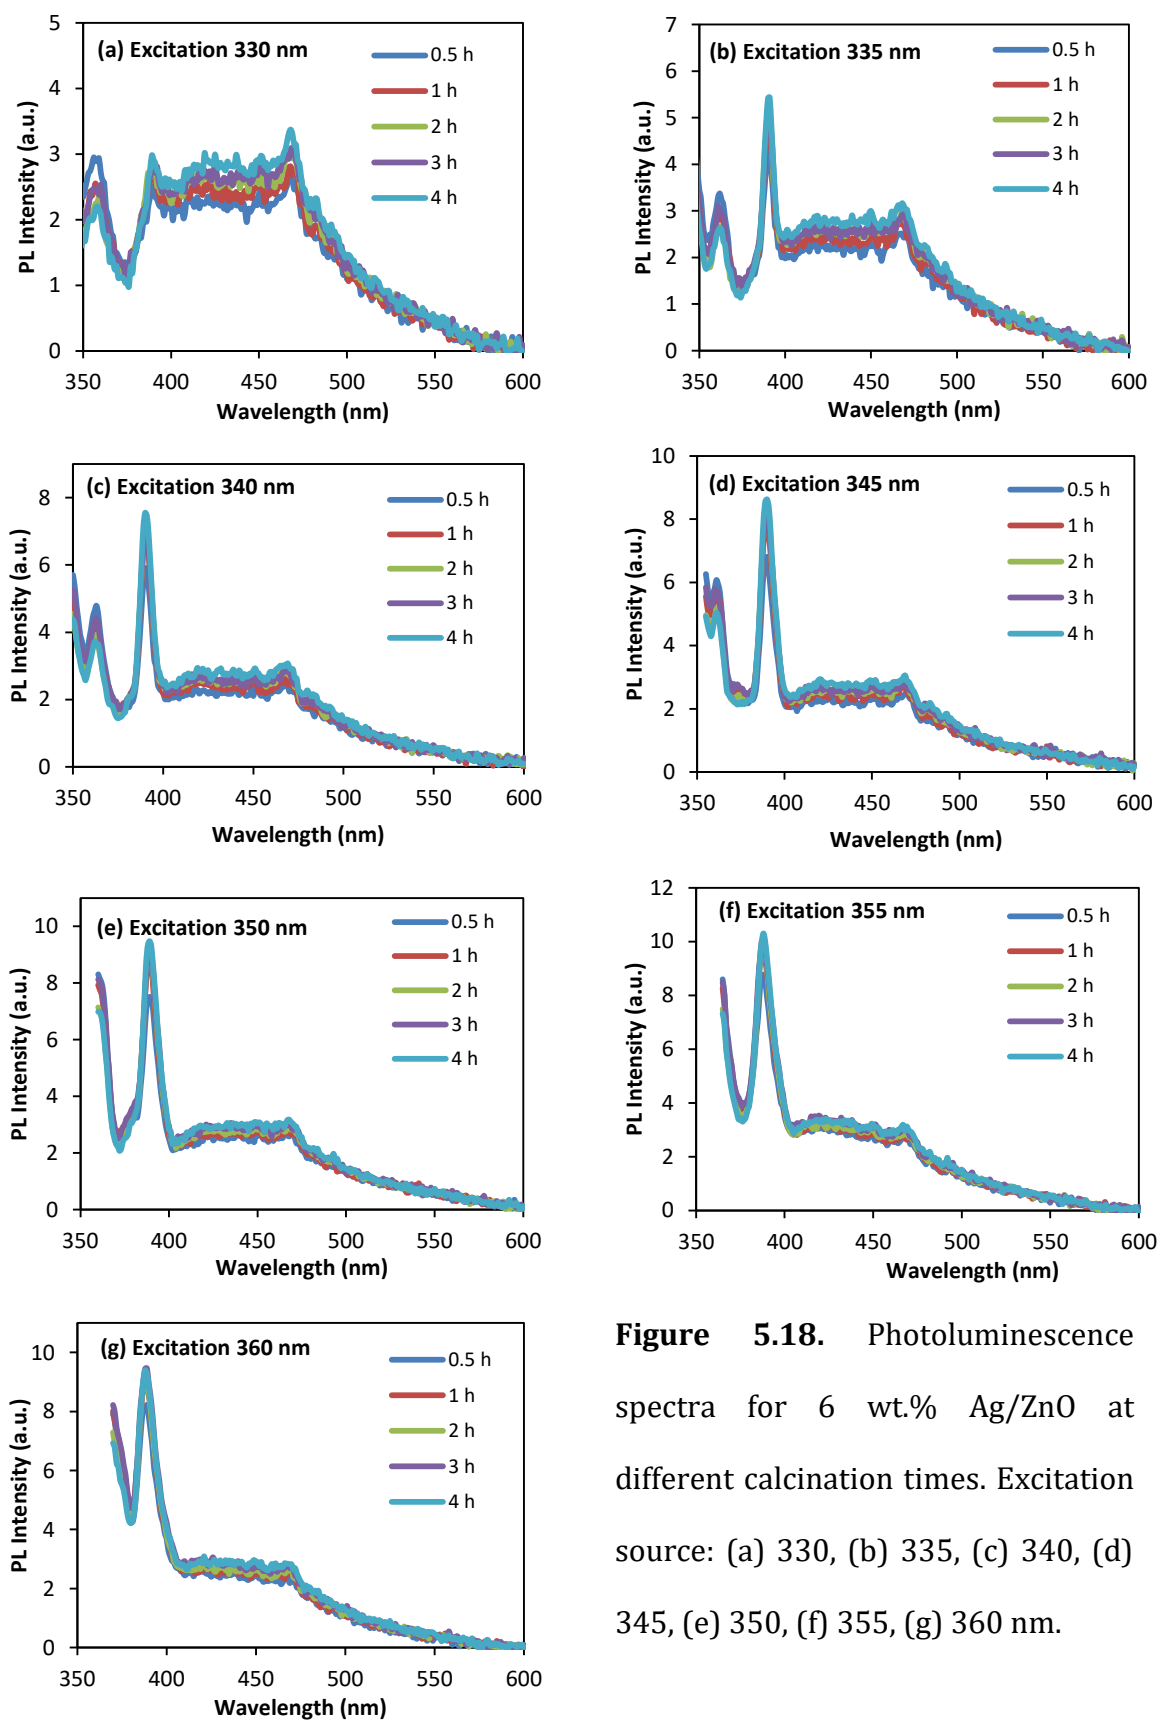 (a) Excitation 330 nm
0.5 h
1 h
2 h
3 h
4 h
PL Intensity (a.u.)
5
4
3
2
1
0
350 400 450 500 550 600
Wavelength (nm)
(b) Excitation 335 nm
0.5 h
1 h
2 h
3 h
4 h
PL Intensity (a.u.)
7
6
5
4
3
2
1
0
350 400 450 500 550 600
Wavelength (nm)
(c) Excitation 340 nm
0.5 h
1 h
2 h
3 h
4 h
PL Intensity (a.u.)
8
6
4
2
0
350 400 450 500 550 600
Wavelength (nm)
(d) Excitation 345 nm
0.5 h
1 h
2 h
3 h
4 h
PL Intensity (a.u.)
10
8
6
4
2
0
350 400 450 500 550 600
Wavelength (nm)
(e) Excitation 350 nm
0.5 h
1 h
2 h
3 h
4 h
PL Intensity (a.u.)
10
8
6
4
2
0
350 400 450 500 550 600
Wavelength (nm)
(f) Excitation 355 nm
0.5 h
1 h
2 h
3 h
4 h
PL Intensity (a.u.)
12
10
8
6
4
2
0
350 400 450 500 550 600
Wavelength (nm)
(g) Excitation 360 nm
0.5 h
1 h
2 h
3 h
4 h
PL Intensity (a.u.)
10
8
6
4
2
0
350 400 450 500 550 600
Wavelength (nm)
Figure 5.18. Photoluminescence
spectra for 6 wt.% Ag/ZnO at
different calcination times. Excitation
source: (a) 330, (b) 335, (c) 340, (d)
345, (e) 350, (f) 355, (g) 360 nm.